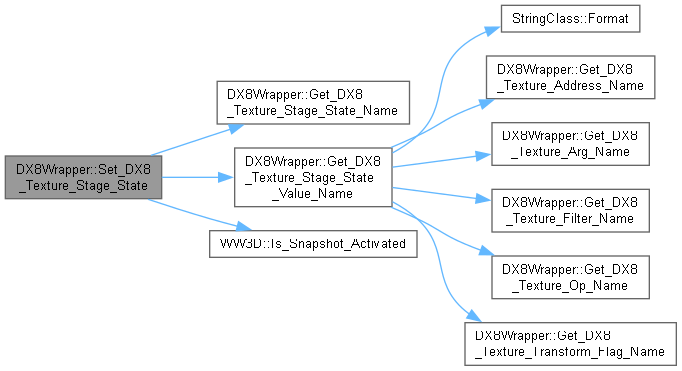 DX8Wrapper::Set_DX8
_Texture_Stage_State
DX8Wrapper::Get_DX8
_Texture_Stage_State_Name
DX8Wrapper::Get_DX8
_Texture_Stage_State
_Value_Name
WW3D::Is_Snapshot_Activated
StringClass::Format
DX8Wrapper::Get_DX8
_Texture_Address_Name
DX8Wrapper::Get_DX8
_Texture_Arg_Name
DX8Wrapper::Get_DX8
_Texture_Filter_Name
DX8Wrapper::Get_DX8
_Texture_Op_Name
DX8Wrapper::Get_DX8
_Texture_Transform_Flag_Name